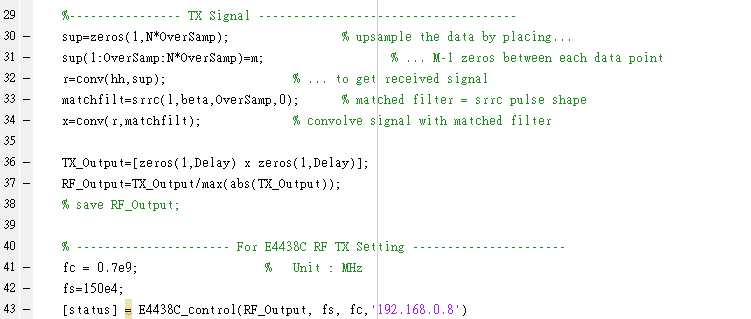 29 %--------------- TX Signal -----------------------------------
30 – sup=zeros(1,N*OverSamp); % upsample the data by placing...
31 – sup(1:OverSamp:N*OverSamp)=m; % ... M-1 zeros between each data point
32 – r=conv(hh,sup); % ... to get received signal
33 – matchfilt=srrc(1,beta,OverSamp,0); % matched filter = srrc pulse shape
34 – x=conv(r,matchfilt); % convolve signal with matched filter
35
36 – TX_Output=[zeros(1,Delay) x zeros(1,Delay)];
37 – RF_Output=TX_Output/max(abs(TX_Output));
38 – % save RF_Output;
39
40 % -------------------- For E4438C RF TX Setting --------------------
41 – fc = 0.7e9; % Unit : MHz
42 – fs=150e4;
43 – [status] = E4438C_control(RF_Output, fs, fc,'192.168.0.8')